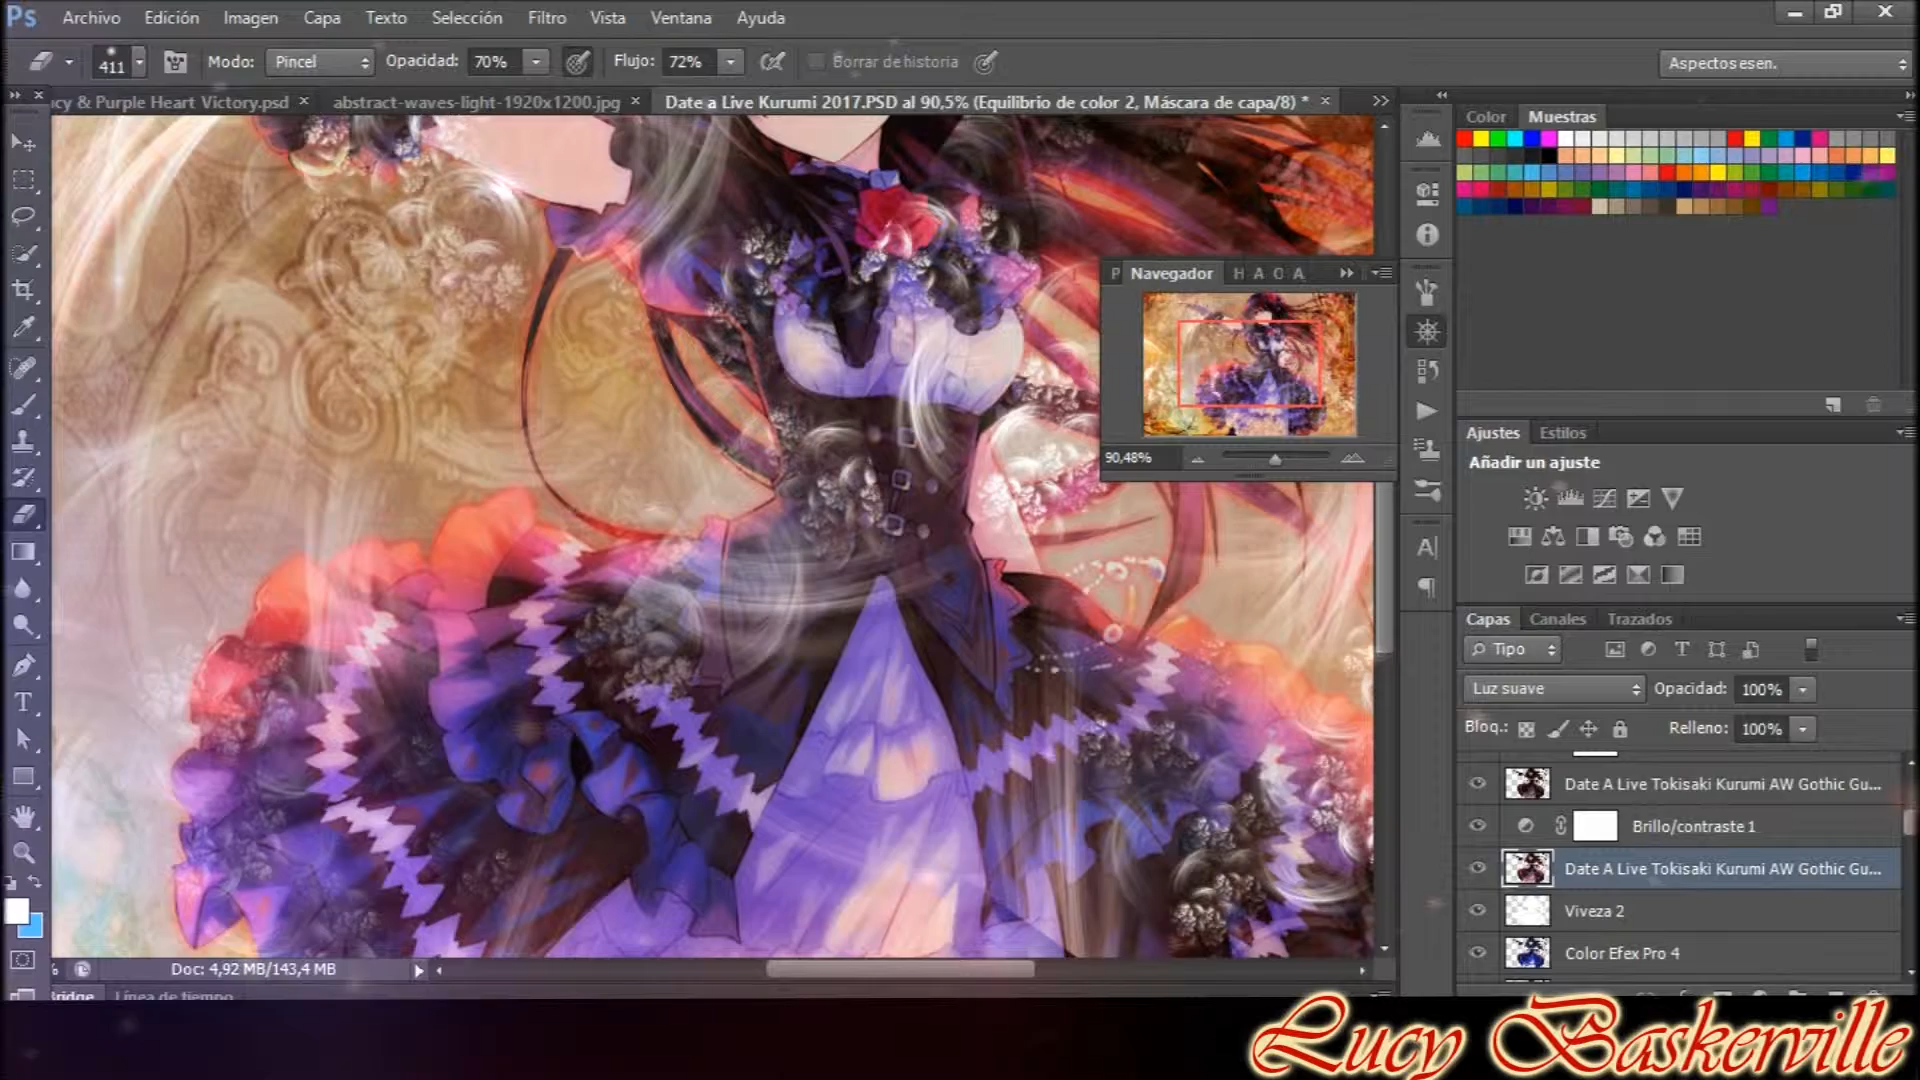 Ps Archivo Edición Imagen Capa Texto Selección Filtro Vista Ventana Ayuda
411 Modo: Pincel Opacidad: 70% Flujo: 72% Borrar de historia Aspectos esen.
cy & Purple Heart Victory.psd × abstract-waves-light-1920x1200.jpg × Date a Live Kurumi 2017.PSD al 90,5% (Equilibrio de color 2, Máscara de capa/8) * ×
Color Muestras
P Navegador H A O A
90,48%
Ajustes Estilos
Añadir un ajuste
Capas Canales Trazados
Tipo
Luz suave Opacidad: 100%
Bloq.: Relleno: 100%
Date A Live Tokisaki Kurumi AW Gothic Gu...
Brillo/contraste 1
Date A Live Tokisaki Kurumi AW Gothic Gu...
Viveza 2
Color Efex Pro 4
% Doc: 4,92 MB/143,4 MB
Bridge Línea de tiempo
Lucy Baskerville